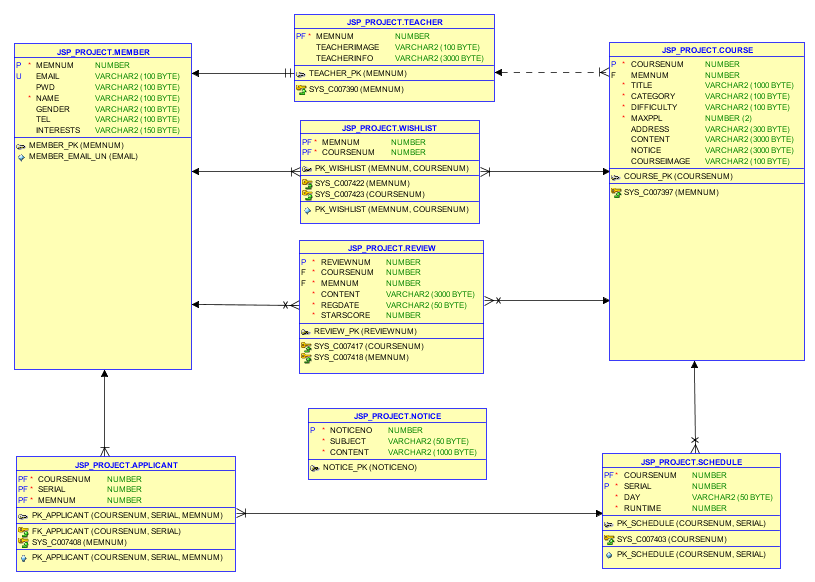 JSP_PROJECT.MEMBER
P * MEMNUM NUMBER
U EMAIL VARCHAR2 (100 BYTE)
PWD VARCHAR2 (100 BYTE)
* NAME VARCHAR2 (100 BYTE)
GENDER VARCHAR2 (100 BYTE)
TEL VARCHAR2 (100 BYTE)
INTERESTS VARCHAR2 (150 BYTE)
MEMBER_PK (MEMNUM)
MEMBER_EMAIL_UN (EMAIL)
JSP_PROJECT.TEACHER
PF * MEMNUM NUMBER
TEACHERIMAGE VARCHAR2 (100 BYTE)
TEACHERINFO VARCHAR2 (3000 BYTE)
TEACHER_PK (MEMNUM)
SYS_C007390 (MEMNUM)
JSP_PROJECT.COURSE
P * COURSENUM NUMBER
F MEMNUM NUMBER
* TITLE VARCHAR2 (1000 BYTE)
* CATEGORY VARCHAR2 (100 BYTE)
* DIFFICULTY VARCHAR2 (100 BYTE)
* MAXPPL NUMBER (2)
ADDRESS VARCHAR2 (300 BYTE)
CONTENT VARCHAR2 (3000 BYTE)
NOTICE VARCHAR2 (3000 BYTE)
COURSEIMAGE VARCHAR2 (100 BYTE)
COURSE_PK (COURSENUM)
SYS_C007397 (MEMNUM)
JSP_PROJECT.WISHLIST
PF * MEMNUM NUMBER
PF * COURSENUM NUMBER
PK_WISHLIST (MEMNUM, COURSENUM)
SYS_C007422 (MEMNUM)
SYS_C007423 (COURSENUM)
PK_WISHLIST (MEMNUM, COURSENUM)
JSP_PROJECT.REVIEW
P * REVIEWNUM NUMBER
F * COURSENUM NUMBER
F * MEMNUM NUMBER
* CONTENT VARCHAR2 (3000 BYTE)
* REGDATE VARCHAR2 (50 BYTE)
* STARSCORE NUMBER
REVIEW_PK (REVIEWNUM)
SYS_C007417 (COURSENUM)
SYS_C007418 (MEMNUM)
JSP_PROJECT.NOTICE
P * NOTICENO NUMBER
* SUBJECT VARCHAR2 (50 BYTE)
* CONTENT VARCHAR2 (1000 BYTE)
NOTICE_PK (NOTICENO)
JSP_PROJECT.APPLICANT
PF * COURSENUM NUMBER
PF * SERIAL NUMBER
PF * MEMNUM NUMBER
PK_APPLICANT (COURSENUM, SERIAL, MEMNUM)
FK_APPLICANT (COURSENUM, SERIAL)
SYS_C007408 (MEMNUM)
PK_APPLICANT (COURSENUM, SERIAL, MEMNUM)
JSP_PROJECT.SCHEDULE
PF * COURSENUM NUMBER
P * SERIAL NUMBER
* DAY VARCHAR2 (50 BYTE)
* RUNTIME NUMBER
PK_SCHEDULE (COURSENUM, SERIAL)
SYS_C007403 (COURSENUM)
PK_SCHEDULE (COURSENUM, SERIAL)